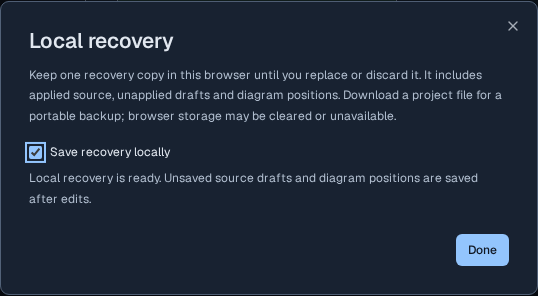 Local recovery
Keep one recovery copy in this browser until you replace or discard it. It includes
applied source, unapplied drafts and diagram positions. Download a project file for a
portable backup; browser storage may be cleared or unavailable.
Save recovery locally
Local recovery is ready. Unsaved source drafts and diagram positions are saved
after edits.
Done